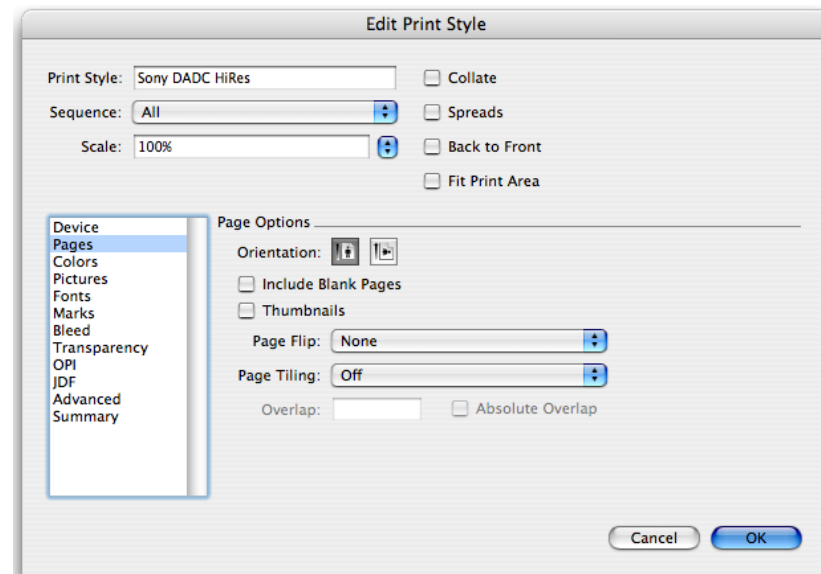 Edit Print Style
Print Style: Sony DADC HiRes
Collate
Sequence: All
Spreads
Scale: 100%
Back to Front
Fit Print Area
Device
Pages
Colors
Pictures
Fonts
Marks
Bleed
Transparency
OPI
JDF
Advanced
Summary
Page Options
Orientation:
Include Blank Pages
Thumbnails
Page Flip: None
Page Tiling: Off
Overlap:
Absolute Overlap
Cancel
OK